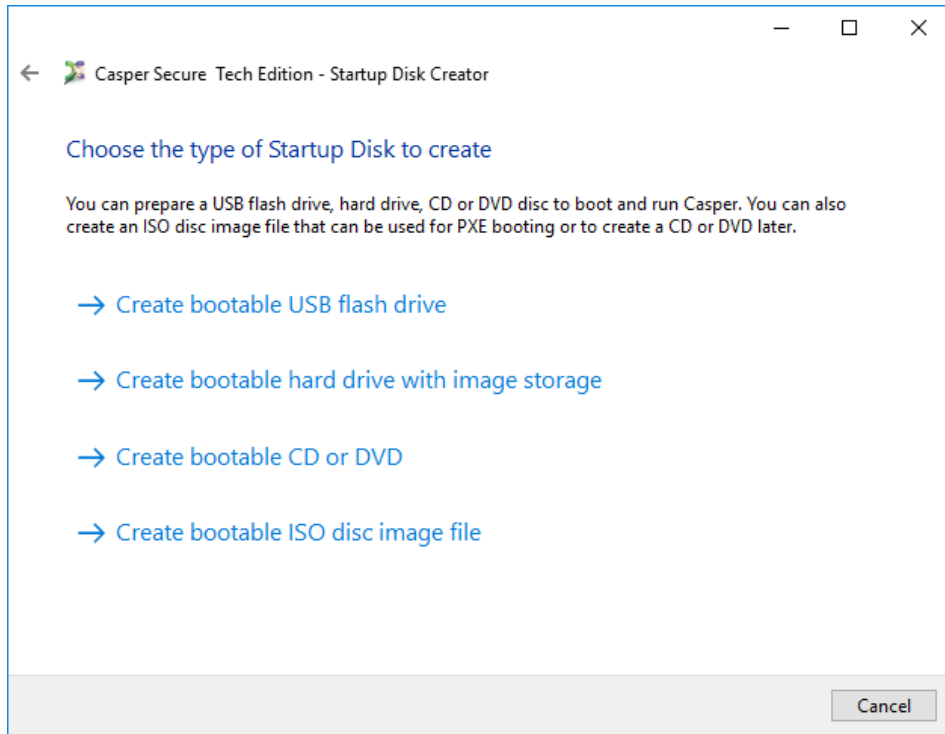 Casper Secure Tech Edition - Startup Disk Creator
Choose the type of Startup Disk to create
You can prepare a USB flash drive, hard drive, CD or DVD disc to boot and run Casper. You can also
create an ISO disc image file that can be used for PXE booting or to create a CD or DVD later.
Create bootable USB flash drive
Create bootable hard drive with image storage
Create bootable CD or DVD
Create bootable ISO disc image file
Cancel